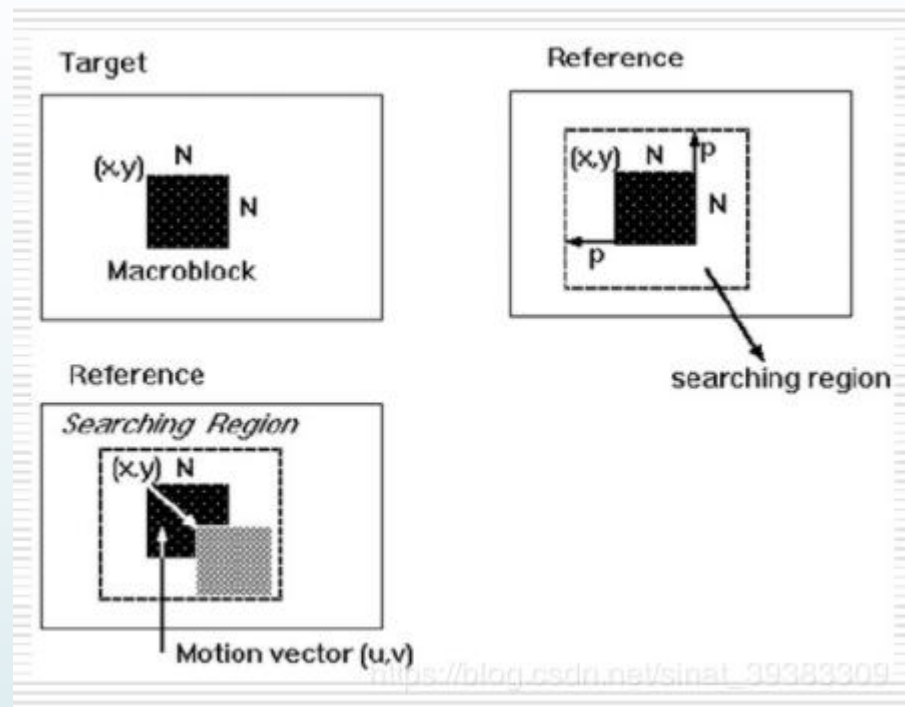 Target
(x,y) N
N
Macroblock
Reference
(x,y) N
p
N
p
searching region
Reference
Searching Region
(x,y) N
Motion vector (u,v)
https://blog.csdn.net/sinat_39383309